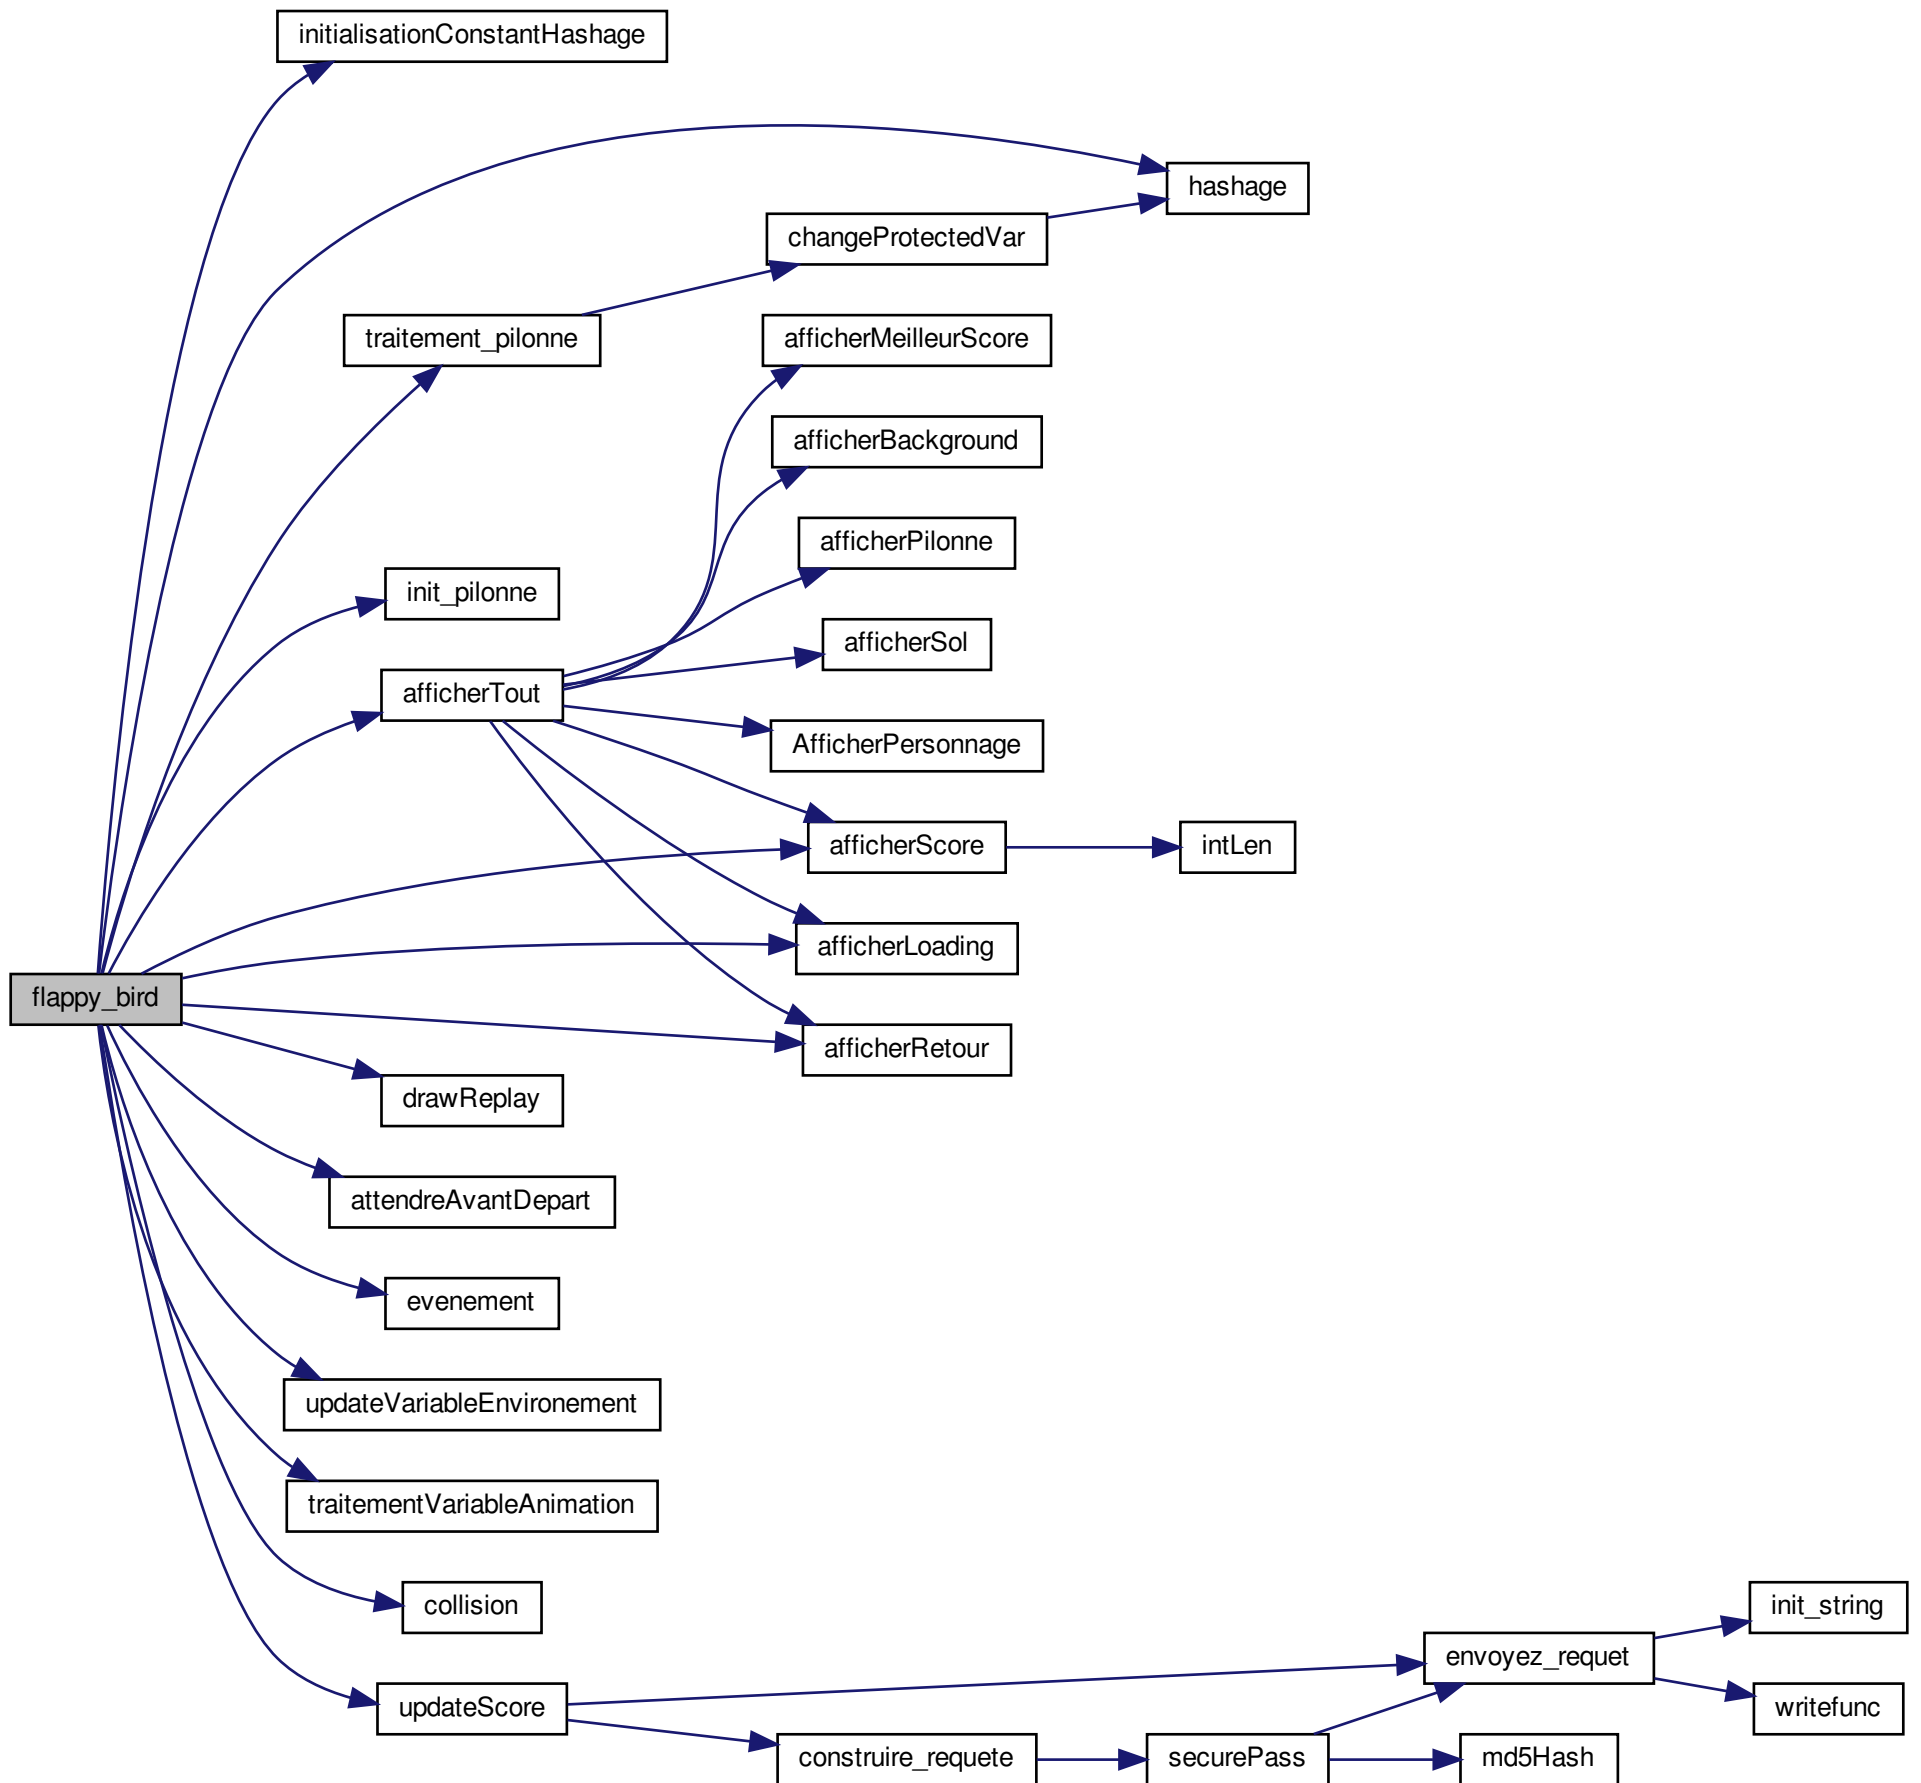 initialisationConstantHashage
hashage
changeProtectedVar
traitement_pilonne
afficherMeilleurScore
afficherBackground
afficherPilonne
init_pilonne
afficherSol
afficherTout
AfficherPersonnage
afficherScore
intLen
afficherLoading
flappy_bird
afficherRetour
drawReplay
attendreAvantDepart
evenement
updateVariableEnvironement
traitementVariableAnimation
collision
init_string
envoyez_requet
updateScore
writefunc
construire_requete
securePass
md5Hash